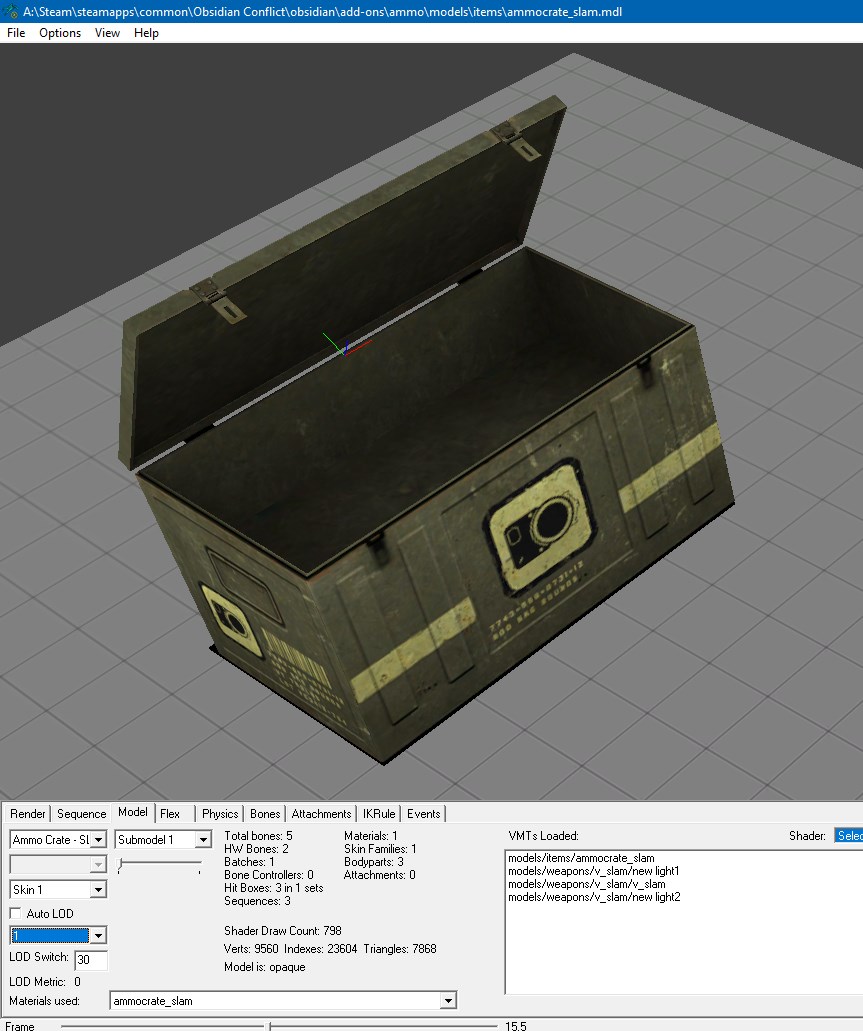 A:\Steam\steamapps\common\Obsidian Conflict\obsidian\add-ons\ammo\models\items\ammocrate_slam.mdl
File Options View Help
Render Sequence Model Flex Physics Bones Attachments IKRule Events
Ammo Crate - SL Submodel 1
Skin 1
Auto LOD
1
LOD Switch: 30
LOD Metric: 0
Materials used: ammocrate_slam
Total bones: 5
HW Bones: 2
Batches: 1
Bone Controllers: 0
Hit Boxes: 3 in 1 sets
Sequences: 3
Materials: 1
Skin Families: 1
Bodyparts: 3
Attachments: 0
Shader Draw Count: 798
Verts: 9560 Indexes: 23604 Triangles: 7868
Model is: opaque
VMTs Loaded:
Shader: Selec
models/items/ammocrate_slam
models/weapons/v_slam/new light1
models/weapons/v_slam/v_slam
models/weapons/v_slam/new light2
Frame 15.5